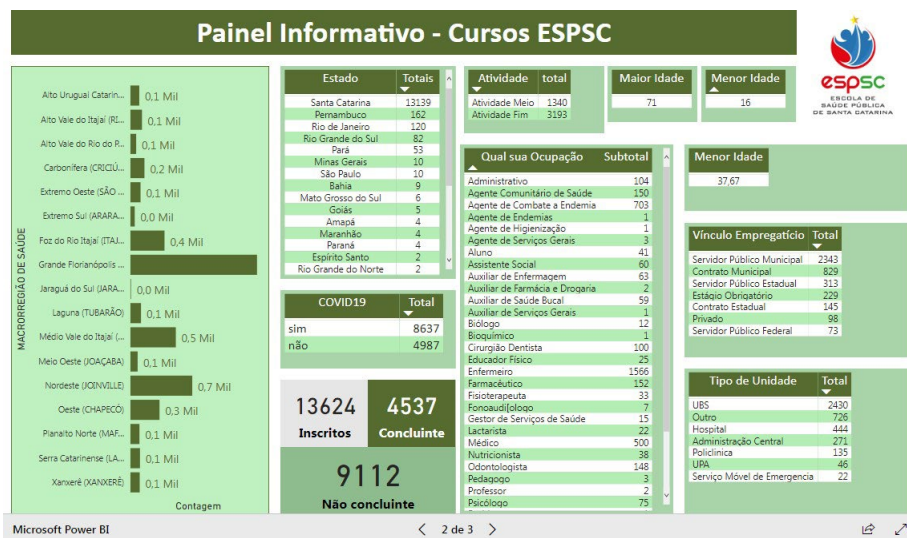 Painel Informativo - Cursos ESPSC
espsc
ESCOLA DE
SAÚDE PÚBLICA
DE SANTA CATARINA
MACRORREGIÃO DE SAÚDE
Alto Uruguai Catarin... 0,1 Mil
Alto Vale do Itajaí (RI... 0,1 Mil
Alto Vale do Rio do P... 0,1 Mil
Carbonífera (CRICIÚ... 0,2 Mil
Extremo Oeste (SÃO ... 0,1 Mil
Extremo Sul (ARARA... 0,0 Mil
Foz do Rio Itajaí (ITAJ... 0,4 Mil
Grande Florianópolis ...
Jaraguá do Sul (JARA... 0,0 Mil
Laguna (TUBARÃO) 0,1 Mil
Médio Vale do Itajaí (... 0,5 Mil
Meio Oeste (JOAÇABA) 0,1 Mil
Nordeste (JOINVILLE) 0,7 Mil
Oeste (CHAPECÓ) 0,3 Mil
Planalto Norte (MAF... 0,1 Mil
Serra Catarinense (LA... 0,1 Mil
Xanxerê (XANXERÊ) 0,1 Mil
Contagem
Estado Totais
Santa Catarina 13139
Pernambuco 162
Rio de Janeiro 120
Rio Grande do Sul 82
Pará 53
Minas Gerais 10
São Paulo 10
Bahia 9
Mato Grosso do Sul 6
Goiás 5
Amapá 4
Maranhão 4
Paraná 4
Espírito Santo 2
Rio Grande do Norte 2
COVID19 Total
sim 8637
não 4987
13624
Inscritos
4537
Concluinte
9112
Não concluinte
Atividade total
Atividade Meio 1340
Atividade Fim 3193
Maior Idade
71
Menor Idade
16
Qual sua Ocupação Subtotal
Administrativo 104
Agente Comunitário de Saúde 150
Agente de Combate a Endemia 703
Agente de Endemias 1
Agente de Higienização 1
Agente de Serviços Gerais 3
Aluno 41
Assistente Social 60
Auxiliar de Enfermagem 63
Auxiliar de Farmácia e Drogaria 2
Auxiliar de Saúde Bucal 59
Auxiliar de Serviços Gerais 1
Biólogo 12
Bioquímico 1
Cirurgião Dentista 100
Educador Físico 25
Enfermeiro 1566
Farmacêutico 152
Fisioterapeuta 33
Fonoaudi[ologo 7
Gestor de Serviços de Saúde 15
Lactarista 22
Médico 500
Nutricionista 38
Odontologista 148
Pedagogo 3
Professor 2
Psicólogo 75
Menor Idade
37,67
Vínculo Empregatício Total
Servidor Público Municipal 2343
Contrato Municipal 829
Servidor Público Estadual 313
Estágio Obrigatório 229
Contrato Estadual 145
Privado 98
Servidor Público Federal 73
Tipo de Unidade Total
UBS 2430
Outro 726
Hospital 444
Administração Central 271
Policlinica 135
UPA 46
Serviço Móvel de Emergencia 22
Microsoft Power BI
2 de 3